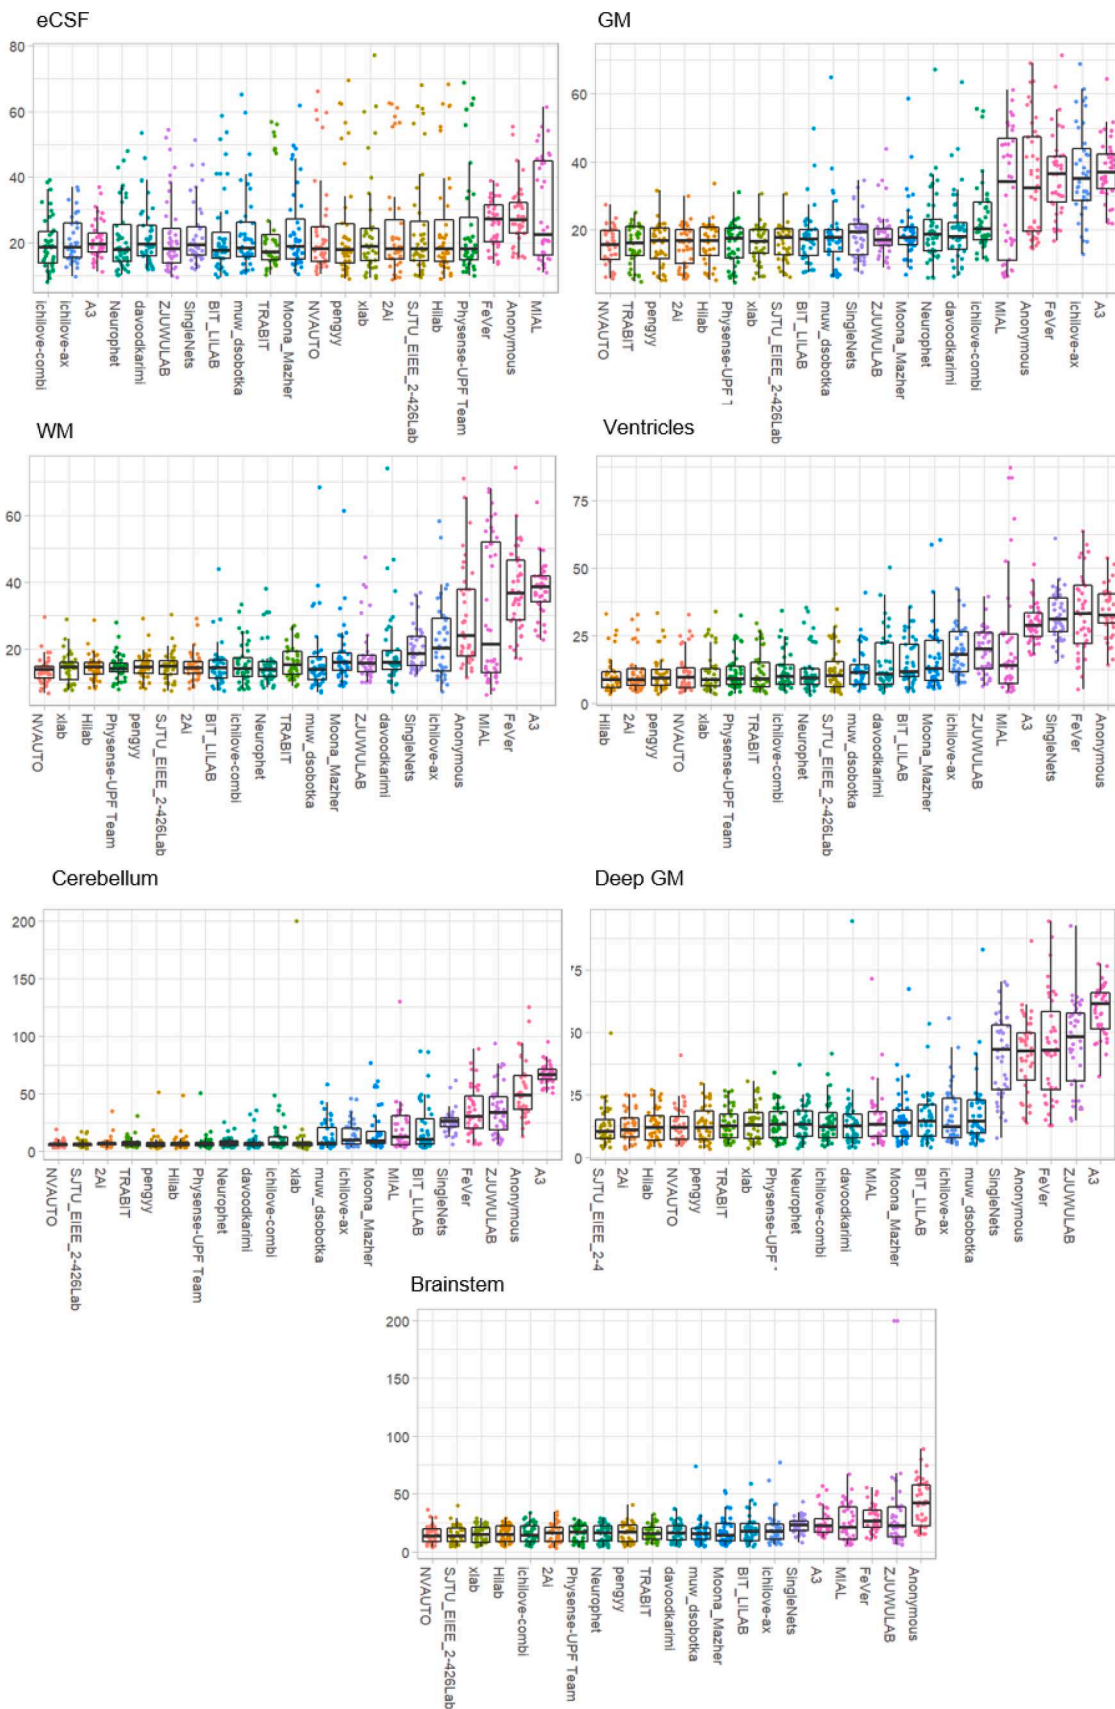 eCSF
GM
80
60
40
20
60
40
20
ichilove-combi
ichilove-ax
A3
Neurophet
davoodkarimi
ZJUWULAB
SingleNets
BIT_LILAB
muw_dsobotka
TRABIT
Moona_Mazher
NVAUTO
pengyy
xlab
2Ai
SJTU_EIEE_2-426Lab
Hilab
Physense-UPF Team
FeVer
Anonymous
MIAL
NVAUTO
TRABIT
pengyy
2Ai
Hilab
Physense-UPF T
xlab
SJTU_EIEE_2-426Lab
BIT_LILAB
muw_dsobotka
SingleNets
ZJUWULAB
Moona_Mazher
Neurophet
davoodkarimi
ichilove-combi
MIAL
Anonymous
FeVer
ichilove-ax
A3
WM
Ventricles
60
40
20
0
75
50
25
0
NVAUTO
xlab
Hilab
Physense-UPF Team
pengyy
SJTU_EIEE_2-426Lab
2Ai
BIT_LILAB
ichilove-combi
Neurophet
TRABIT
muw_dsobotka
Moona_Mazher
ZJUWULAB
davoodkarimi
SingleNets
ichilove-ax
Anonymous
MIAL
FeVer
A3
Hilab
2Ai
pengyy
NVAUTO
xlab
Physense-UPF Team
TRABIT
ichilove-combi
Neurophet
SJTU_EIEE_2-426Lab
muw_dsobotka
davoodkarimi
BIT_LILAB
Moona_Mazher
ichilove-ax
ZJUWULAB
MIAL
A3
SingleNets
FeVer
Anonymous
Cerebellum
Deep GM
200
150
100
50
0
75
50
25
0
NVAUTO
SJTU_EIEE_2-426Lab
2Ai
TRABIT
pengyy
Hilab
Physense-UPF Team
Neurophet
davoodkarimi
ichilove-combi
xlab
muw_dsobotka
ichilove-ax
Moona_Mazher
MIAL
BIT_LILAB
SingleNets
FeVer
ZJUWULAB
Anonymous
A3
SJTU_EIEE_2-4
2Ai
Hilab
NVAUTO
pengyy
TRABIT
xlab
Physense-UPF
Neurophet
ichilove-combi
davoodkarimi
MIAL
Moona_Mazher
BIT_LILAB
ichilove-ax
muw_dsobotka
SingleNets
Anonymous
FeVer
ZJUWULAB
A3
Brainstem
200
150
100
50
0
NVAUTO
SJTU_EIEE_2-426Lab
xlab
Hilab
ichilove-combi
2Ai
Physense-UPF Team
Neurophet
pengyy
TRABIT
davoodkarimi
muw_dsobotka
Moona_Mazher
BIT_LILAB
ichilove-ax
SingleNets
A3
MIAL
FeVer
ZJUWULAB
Anonymous